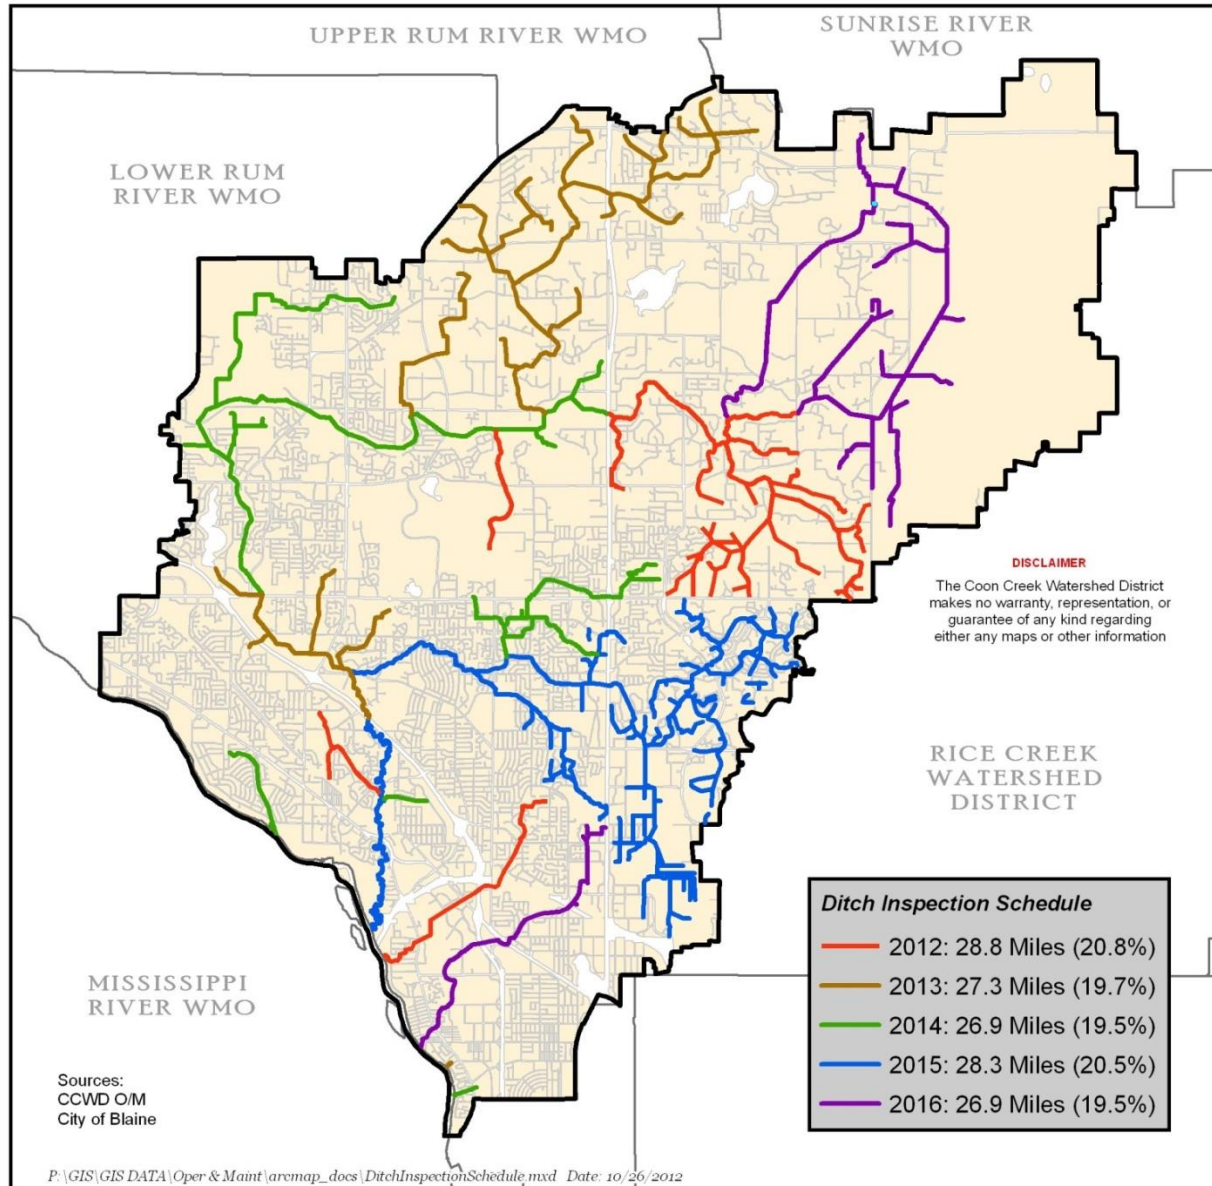 UPPER RUM RIVER WMO
SUNRISE RIVER
WMO
LOWER RUM
RIVER WMO
DISCLAIMER
The Coon Creek Watershed District
makes no warranty, representation, or
guarantee of any kind regarding
either any maps or other information
RICE CREEK
WATERSHED
DISTRICT
MISSISSIPPI
RIVER WMO
Ditch Inspection Schedule
2012: 28.8 Miles (20.8%)
2013: 27.3 Miles (19.7%)
2014: 26.9 Miles (19.5%)
2015: 28.3 Miles (20.5%)
2016: 26.9 Miles (19.5%)
Sources:
CCWD O/M
City of Blaine
P:\GIS\GIS DATA\Oper & Maint\arcmap_docs\DitchInspectionSchedule.mxd Date: 10/26/2012